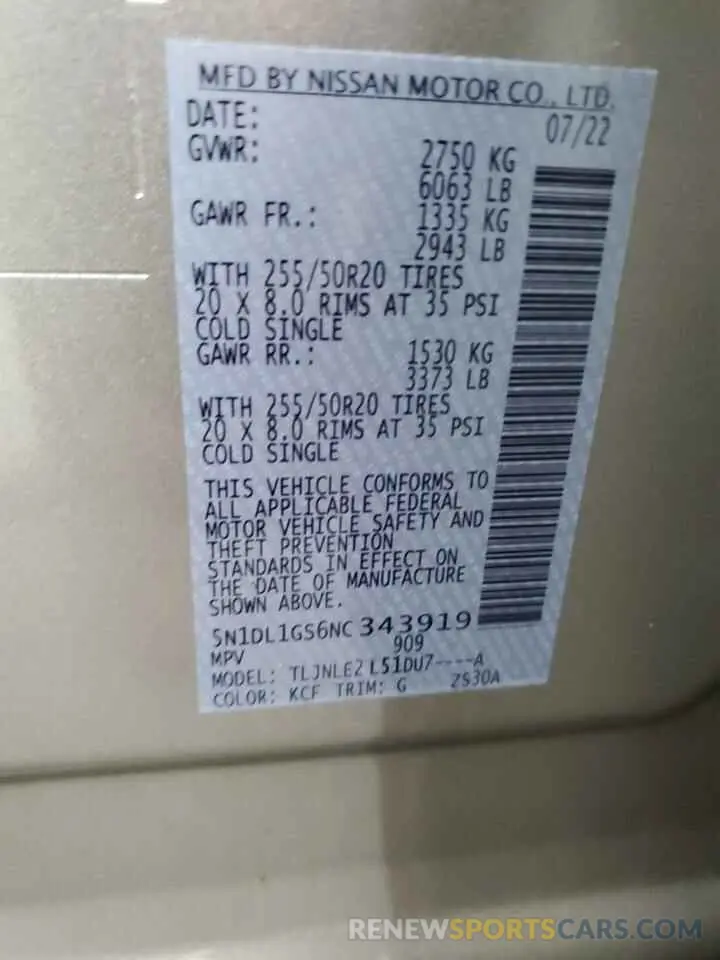 MFD BY NISSAN MOTOR CO., LTD.
DATE: 07/22
GVWR: 2750 KG
6063 LB
GAWR FR.: 1335 KG
2943 LB
WITH 255/50R20 TIRES
20 X 8.0 RIMS AT 35 PSI
COLD SINGLE
GAWR RR.: 1530 KG
3373 LB
WITH 255/50R20 TIRES
20 X 8.0 RIMS AT 35 PSI
COLD SINGLE
THIS VEHICLE CONFORMS TO
ALL APPLICABLE FEDERAL
MOTOR VEHICLE SAFETY AND
THEFT PREVENTION
STANDARDS IN EFFECT ON
THE DATE OF MANUFACTURE
SHOWN ABOVE.
5N1DL1GS6NC343919
MPV 909
MODEL: TLJNLE2 L51DU7----A
COLOR: KCF TRIM: G 2S30A
RENEWSPORTSCARS.COM